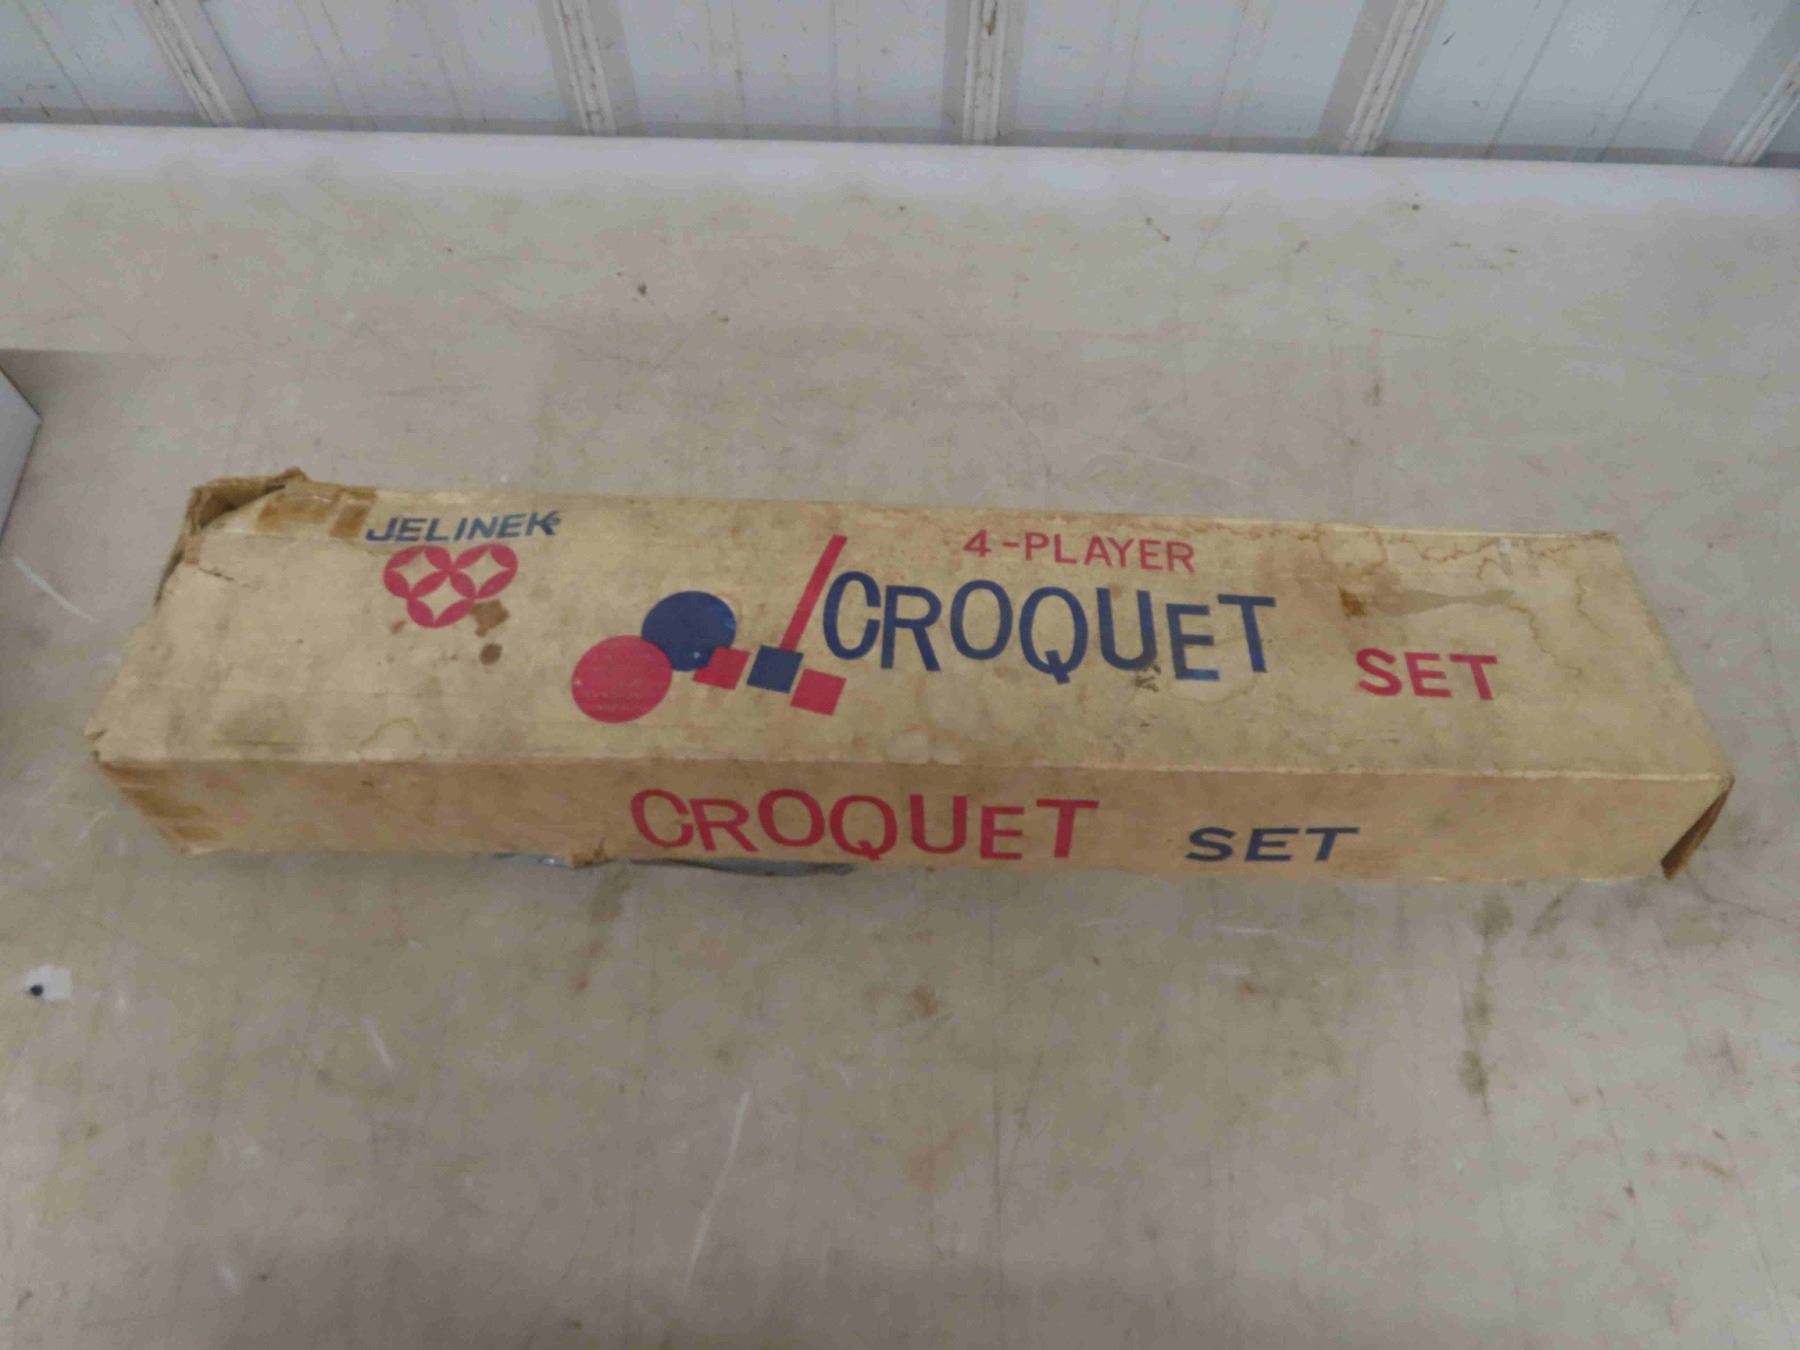 JELINEK®
4-PLAYER
CROQUET SET
CROQUET SET